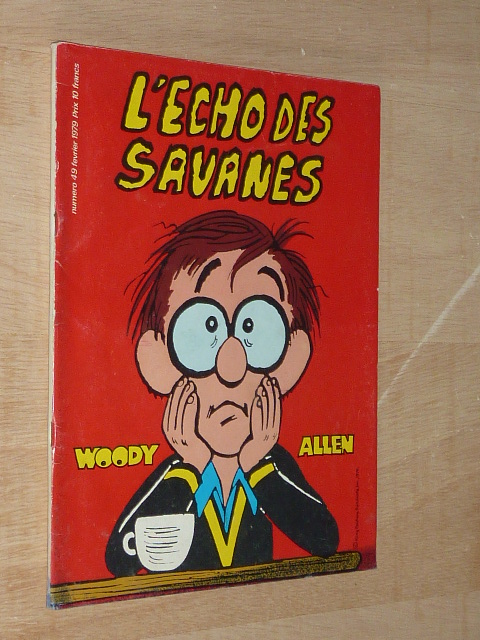 numero 49 fevrier 1979 Prix 10 francs
L'ECHO DES
SAVANES
WOODY
ALLEN